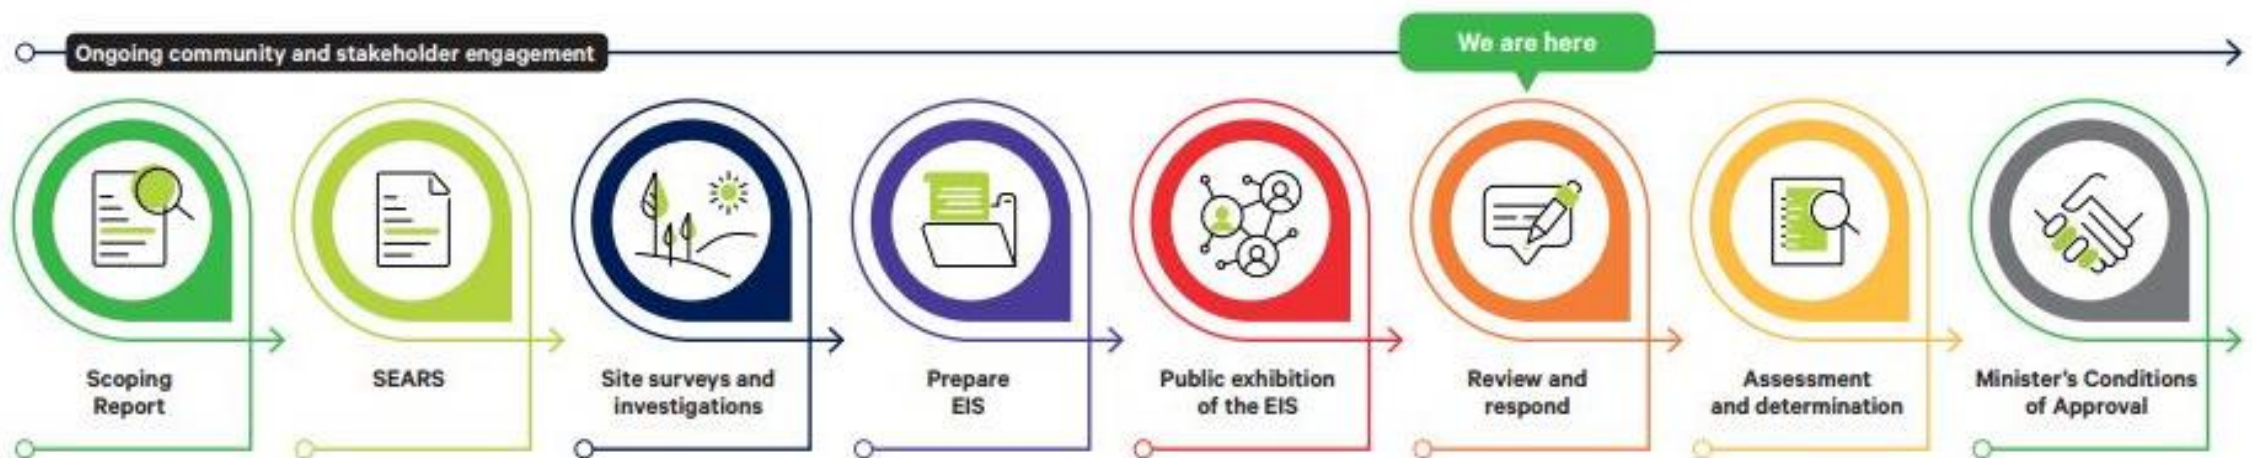 Ongoing community and stakeholder engagement
We are here
Scoping
Report
SEARS
Site surveys and
investigations
Prepare
EIS
Public exhibition
of the EIS
Review and
respond
Assessment
and determination
Minister's Conditions
of Approval